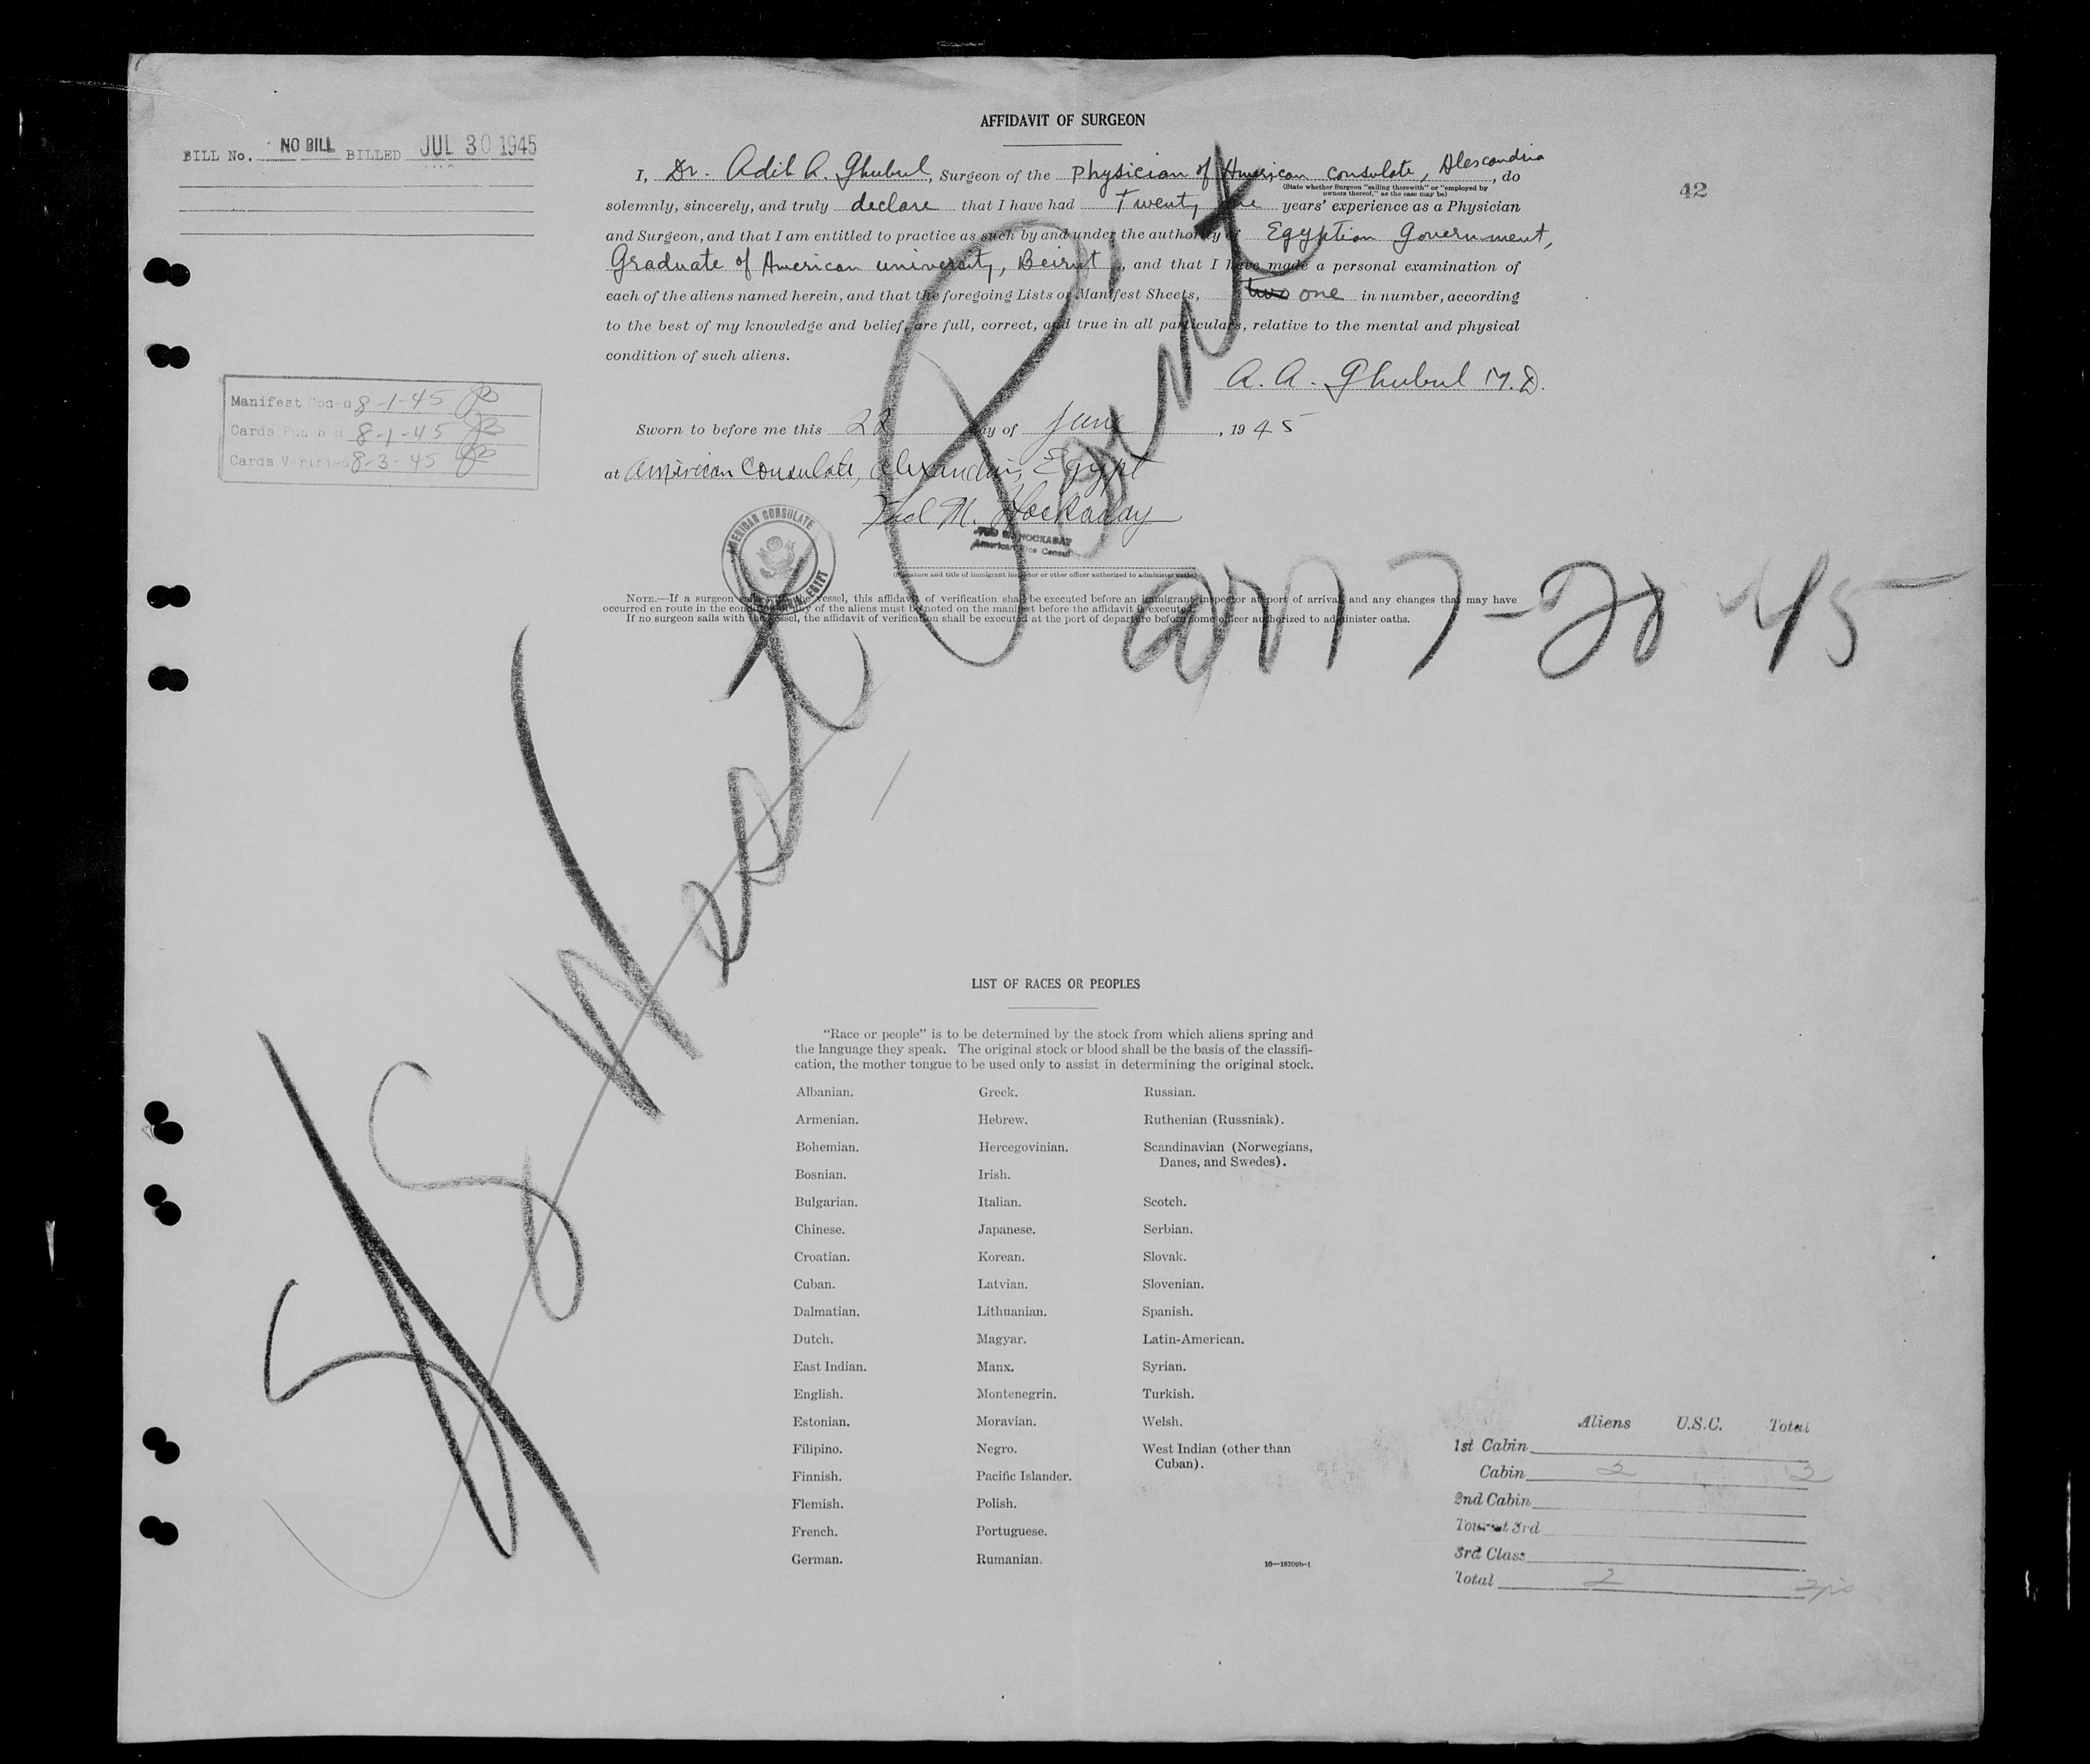 AFFIDAVIT OF SURGEON
BILL No. NO BILL BILLED JUL 30 1945
42
I, Dr. Adib A. Ghubul, Surgeon of the Physician of American consulate, Alexandria, do
(State whether Surgeon "sailing therewith" or "employed by
owners thereof," as the case may be)
solemnly, sincerely, and truly declare that I have had Twenty years' experience as a Physician
and Surgeon, and that I am entitled to practice as such by and under the authority of Egyptian Government,
Graduate of American university, Beirut, and that I have made a personal examination of
each of the aliens named herein, and that the foregoing Lists or Manifest Sheets, two one in number, according
to the best of my knowledge and belief, are full, correct, and true in all particulars, relative to the mental and physical
condition of such aliens.
A. A. Ghubul M.D.
Manifest Coded 8-1-45
Cards Punched 8-1-45
Cards Verified 8-3-45
Sworn to before me this 22 day of June, 1945
at American Consulate, Alexandria, Egypt
M. Hockaday
AMERICAN CONSULATE
EGYPT
HOCKADAY
American Vice Consul
(Signature and title of immigrant inspector or other officer authorized to administer oaths)
NOTE.—If a surgeon sails with the vessel, this affidavit of verification shall be executed before an immigrant inspector at port of arrival, and any changes that may have
occurred en route in the condition of any of the aliens must be noted on the manifest before the affidavit is executed.
If no surgeon sails with the vessel, the affidavit of verification shall be executed at the port of departure before some officer authorized to administer oaths.
arr 7-28-45
SS West
Point
LIST OF RACES OR PEOPLES
"Race or people" is to be determined by the stock from which aliens spring and
the language they speak. The original stock or blood shall be the basis of the classifi-
cation, the mother tongue to be used only to assist in determining the original stock.
Albanian. Greek. Russian.
Armenian. Hebrew. Ruthenian (Russniak).
Bohemian. Hercegovinian. Scandinavian (Norwegians,
Danes, and Swedes).
Bosnian. Irish.
Bulgarian. Italian. Scotch.
Chinese. Japanese. Serbian.
Croatian. Korean. Slovak.
Cuban. Latvian. Slovenian.
Dalmatian. Lithuanian. Spanish.
Dutch. Magyar. Latin-American.
East Indian. Manx. Syrian.
English. Montenegrin. Turkish.
Estonian. Moravian. Welsh.
Filipino. Negro. West Indian (other than
Cuban).
Finnish. Pacific Islander.
Flemish. Polish.
French. Portuguese.
German. Rumanian.
16—18709b-1
Aliens U.S.C. Total
1st Cabin
Cabin 2 2
2nd Cabin
Tourist 3rd
3rd Class
Total 2